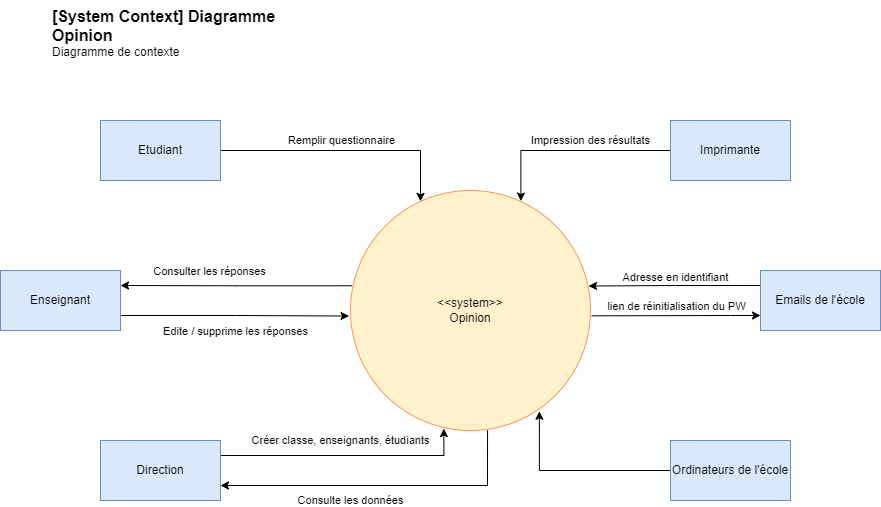 [System Context] Diagramme
Opinion
Diagramme de contexte
Etudiant
Remplir questionnaire
Impression des résultats
Imprimante
Enseignant
Consulter les réponses
Edite / supprime les réponses
<<system>>
Opinion
Adresse en identifiant
lien de réinitialisation du PW
Emails de l'école
Direction
Créer classe, enseignants, étudiants
Consulte les données
Ordinateurs de l'école